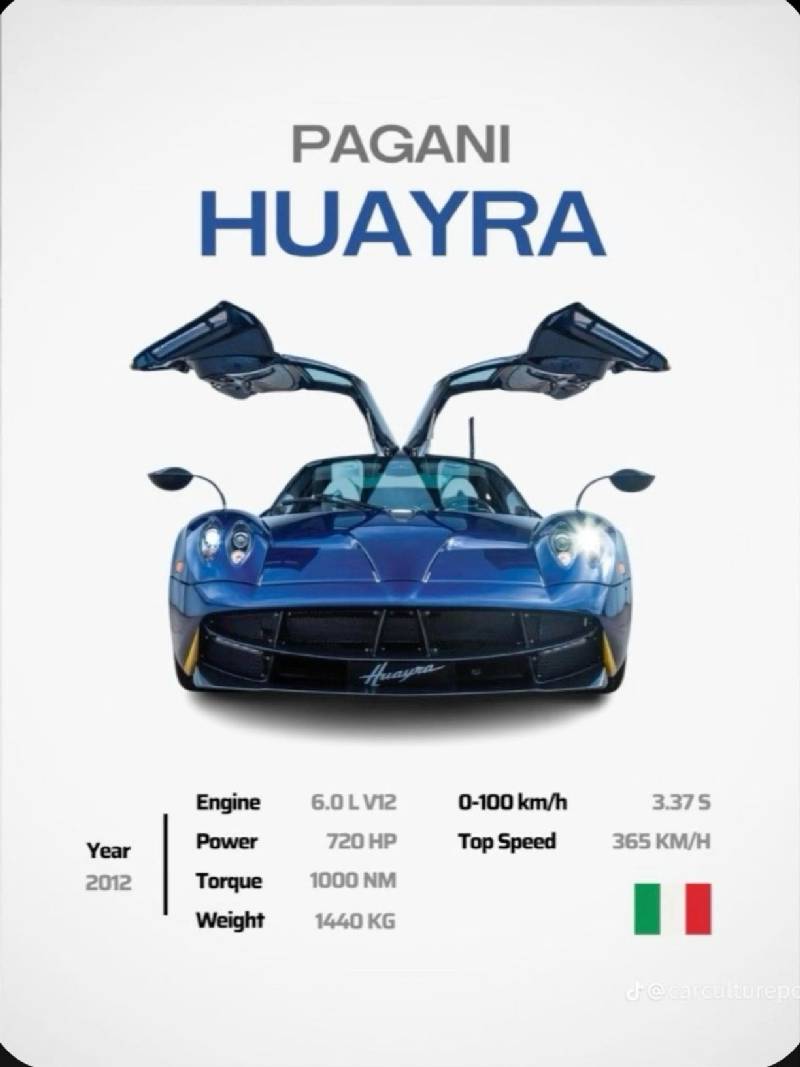 PAGANI
HUAYRA
Huayra
Engine 6.0 L V12 0-100 km/h 3.37 S
Power 720 HP Top Speed 365 KM/H
Year
2012
Torque 1000 NM
Weight 1440 KG
@carculturepo